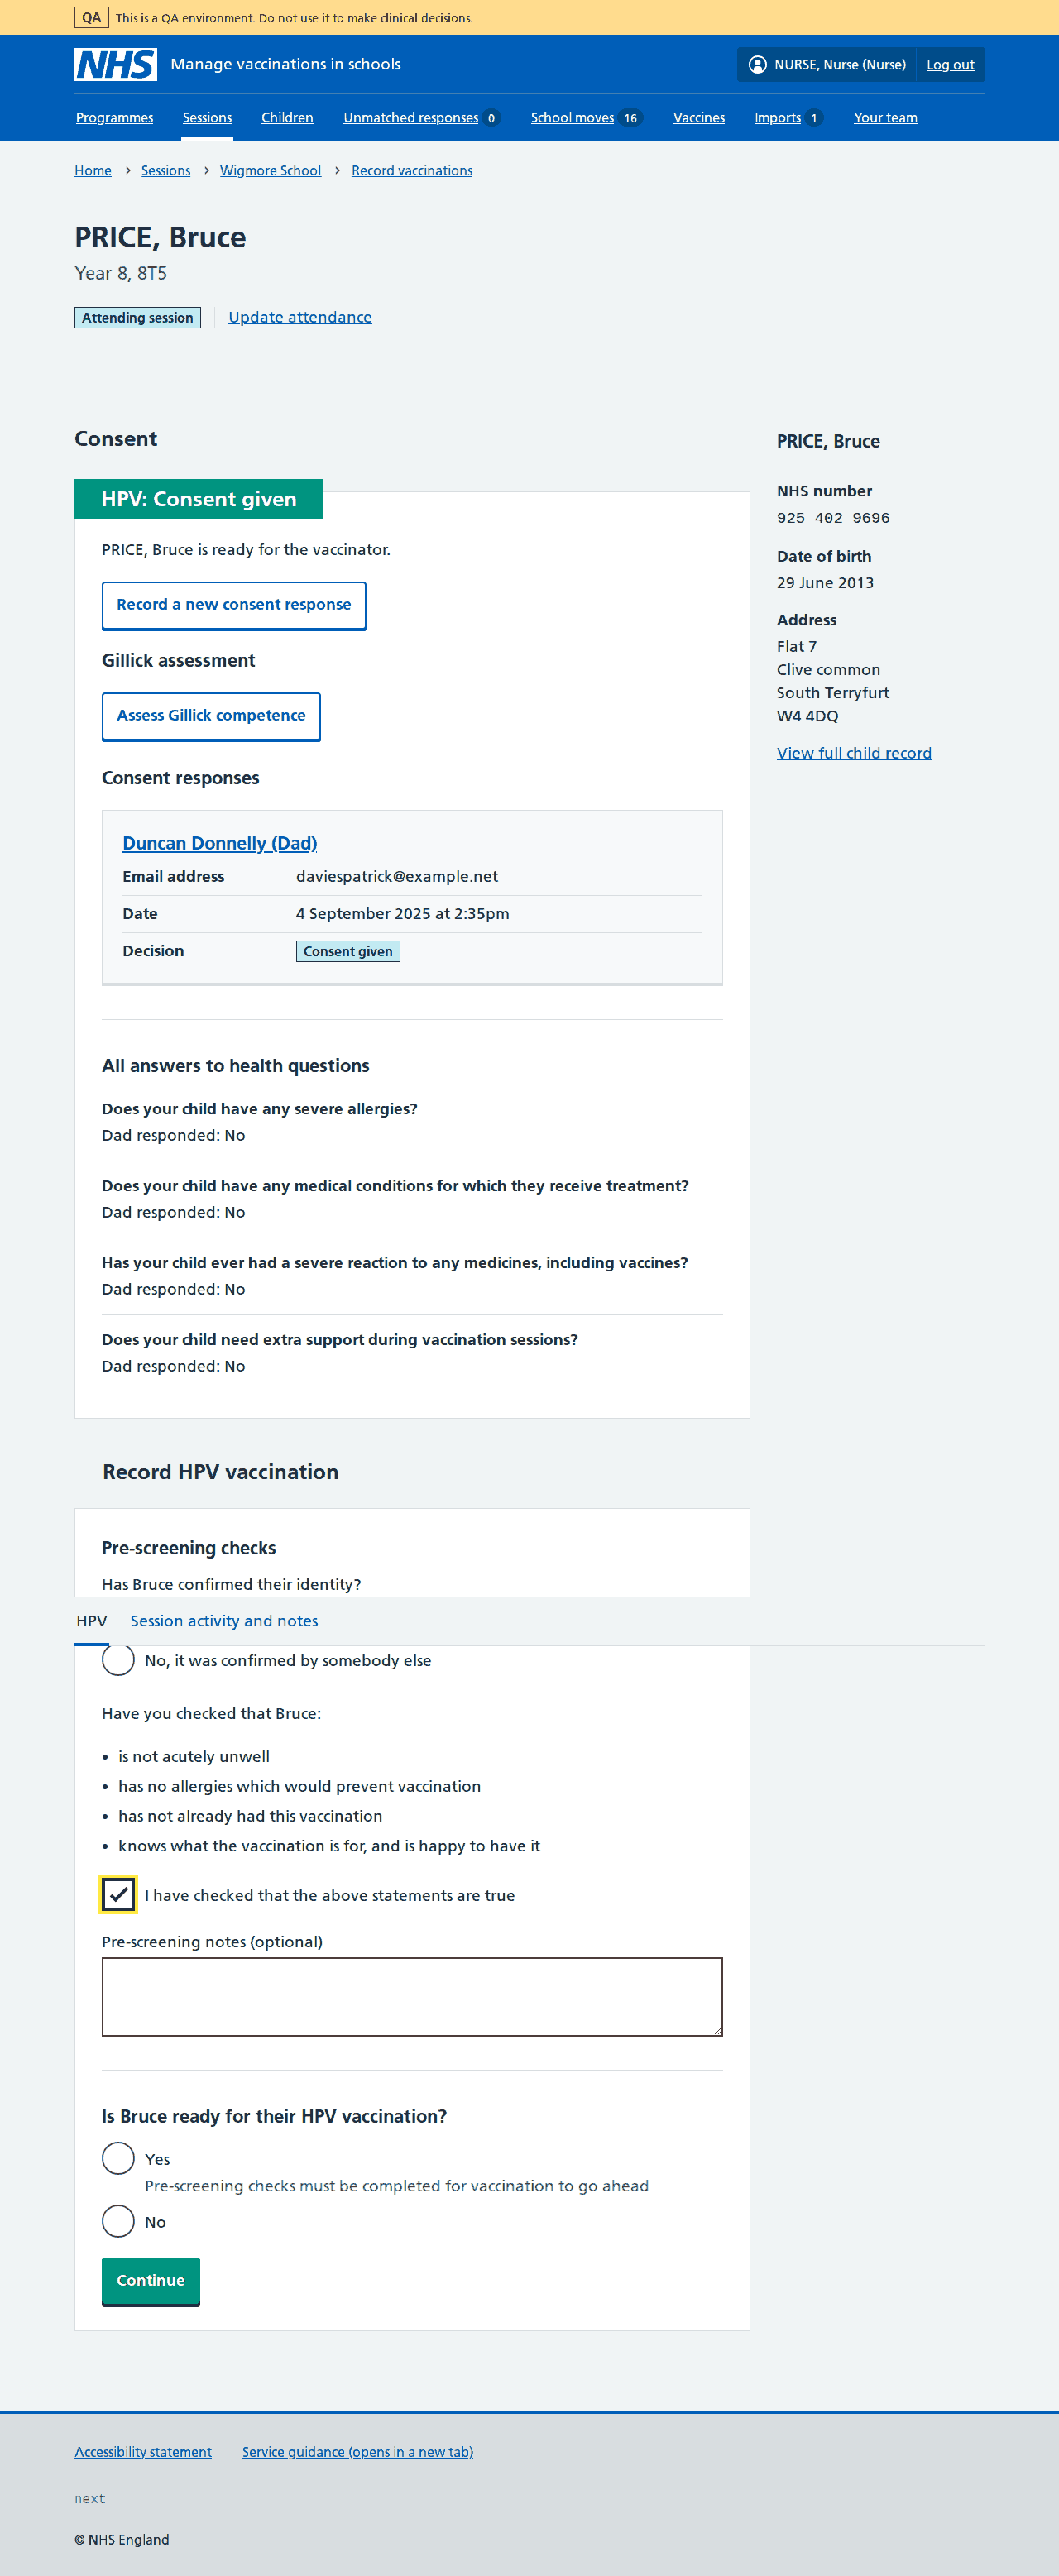 QA This is a QA environment. Do not use it to make clinical decisions.
NHS Manage vaccinations in schools NURSE, Nurse (Nurse) Log out
Programmes Sessions Children Unmatched responses 0 School moves 16 Vaccines Imports 1 Your team
Home › Sessions › Wigmore School › Record vaccinations
PRICE, Bruce
Year 8, 8T5
Attending session Update attendance
Consent
HPV: Consent given
PRICE, Bruce is ready for the vaccinator.
Record a new consent response
Gillick assessment
Assess Gillick competence
Consent responses
Duncan Donnelly (Dad)
Email address daviespatrick@example.net
Date 4 September 2025 at 2:35pm
Decision Consent given
All answers to health questions
Does your child have any severe allergies?
Dad responded: No
Does your child have any medical conditions for which they receive treatment?
Dad responded: No
Has your child ever had a severe reaction to any medicines, including vaccines?
Dad responded: No
Does your child need extra support during vaccination sessions?
Dad responded: No
PRICE, Bruce
NHS number
925 402 9696
Date of birth
29 June 2013
Address
Flat 7
Clive common
South Terryfurt
W4 4DQ
View full child record
Record HPV vaccination
Pre-screening checks
Has Bruce confirmed their identity?
HPV Session activity and notes
No, it was confirmed by somebody else
Have you checked that Bruce:
• is not acutely unwell
• has no allergies which would prevent vaccination
• has not already had this vaccination
• knows what the vaccination is for, and is happy to have it
I have checked that the above statements are true
Pre-screening notes (optional)
Is Bruce ready for their HPV vaccination?
Yes
Pre-screening checks must be completed for vaccination to go ahead
No
Continue
Accessibility statement Service guidance (opens in a new tab)
next
© NHS England